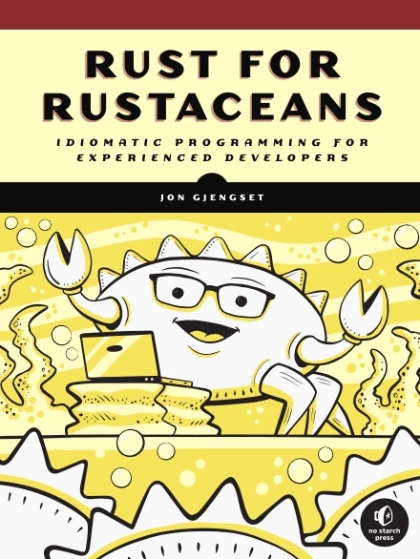 RUST FOR
RUSTACEANS
IDIOMATIC PROGRAMMING FOR
EXPERIENCED DEVELOPERS
JON GJENGSET
no starch
press